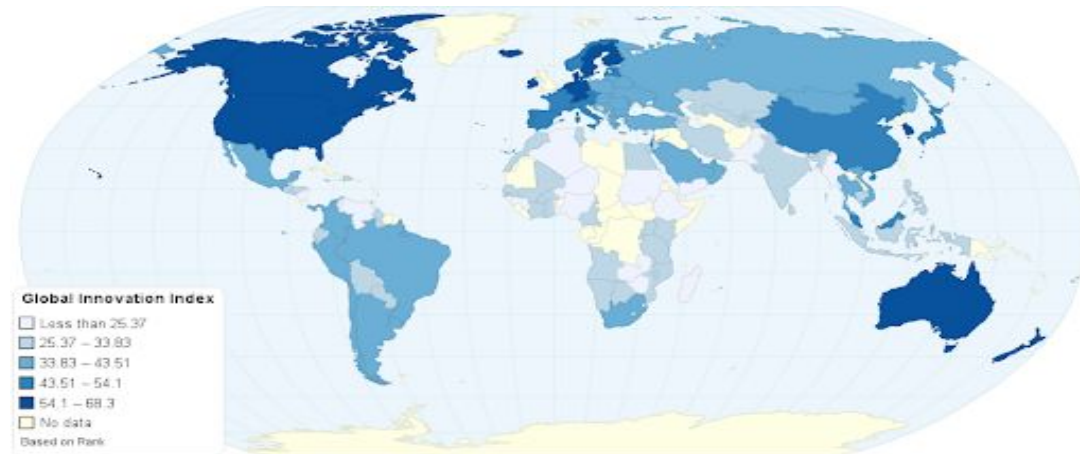 Global Innovation Index
Less than 25.37
25.37 – 33.83
33.83 – 43.51
43.51 – 54.1
54.1 – 68.3
No data
Based on Rank